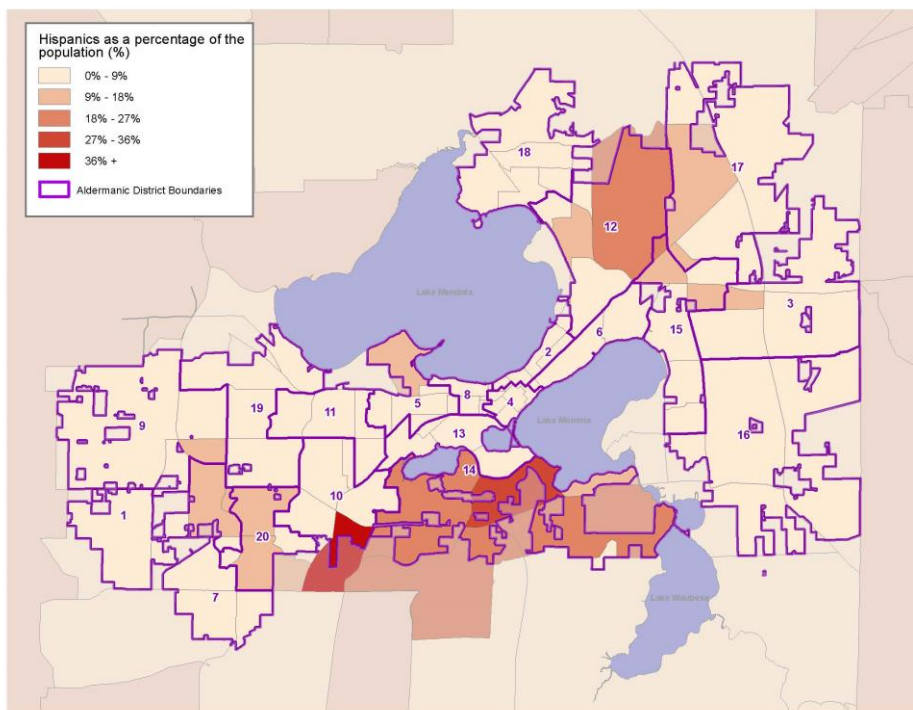 Hispanics as a percentage of the
population (%)
0% - 9%
9% - 18%
18% - 27%
27% - 36%
36% +
Aldermanic District Boundaries
18
17
12
Lake Mendota
3
6
15
2
19
11
5
8
4
9
Lake Monona
13
16
14
10
1
20
7
Lake Waubesa